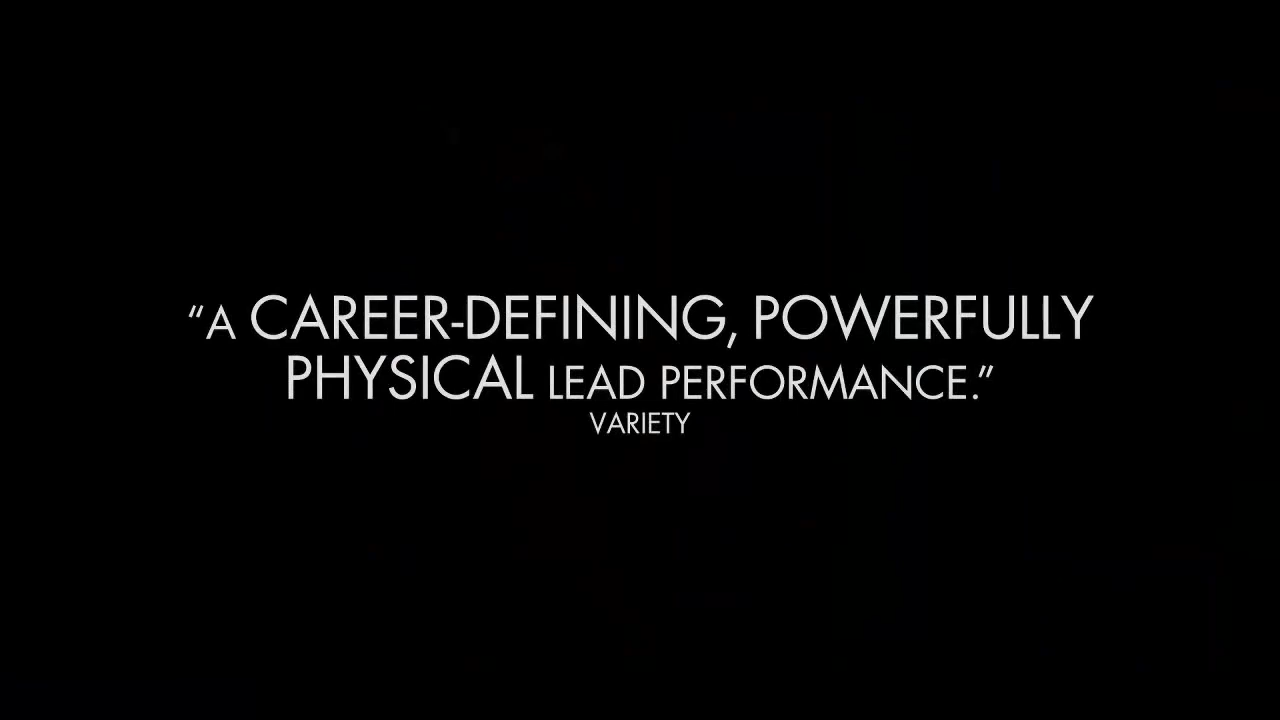 “A CAREER-DEFINING, POWERFULLY
PHYSICAL LEAD PERFORMANCE.”
VARIETY